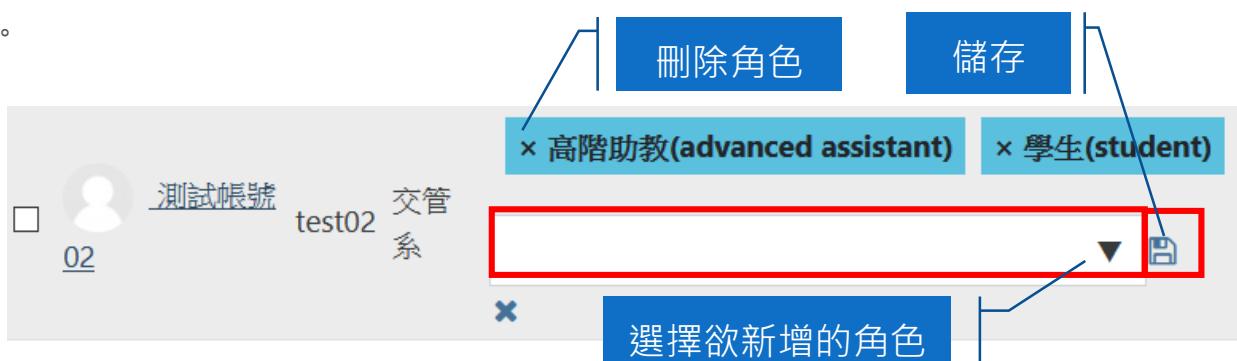 。
刪除角色
儲存
× 高階助教(advanced assistant) × 學生(student)
測試帳號
02
test02
交管
系
選擇欲新增的角色